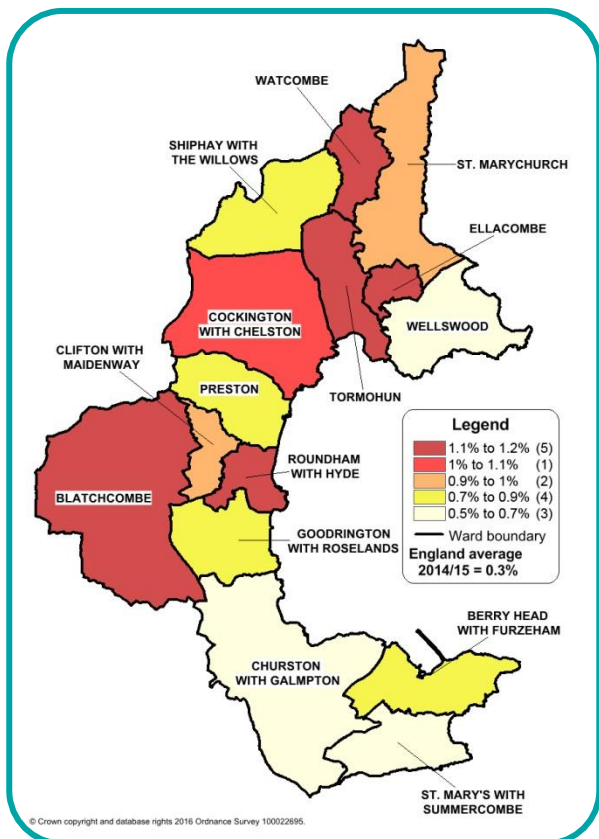 WATCOMBE
SHIPHAY WITH
THE WILLOWS
ST. MARYCHURCH
ELLACOMBE
COCKINGTON
WITH CHELSTON
WELLSWOOD
CLIFTON WITH
MAIDENWAY
PRESTON
TORMOHUN
Legend
1.1% to 1.2% (5)
1% to 1.1% (1)
0.9% to 1% (2)
0.7% to 0.9% (4)
0.5% to 0.7% (3)
Ward boundary
England average
2014/15 = 0.3%
ROUNDHAM
WITH HYDE
BLATCHCOMBE
GOODRINGTON
WITH ROSELANDS
BERRY HEAD
WITH FURZEHAM
CHURSTON
WITH GALMPTON
ST. MARY'S WITH
SUMMERCOMBE
© Crown copyright and database rights 2016 Ordnance Survey 100022695.